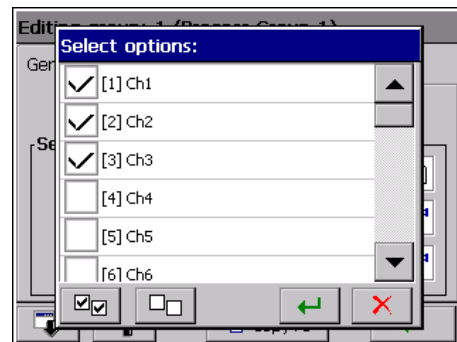 Select options:
[1] Ch1
[2] Ch2
[3] Ch3
[4] Ch4
[5] Ch5
[6] Ch6